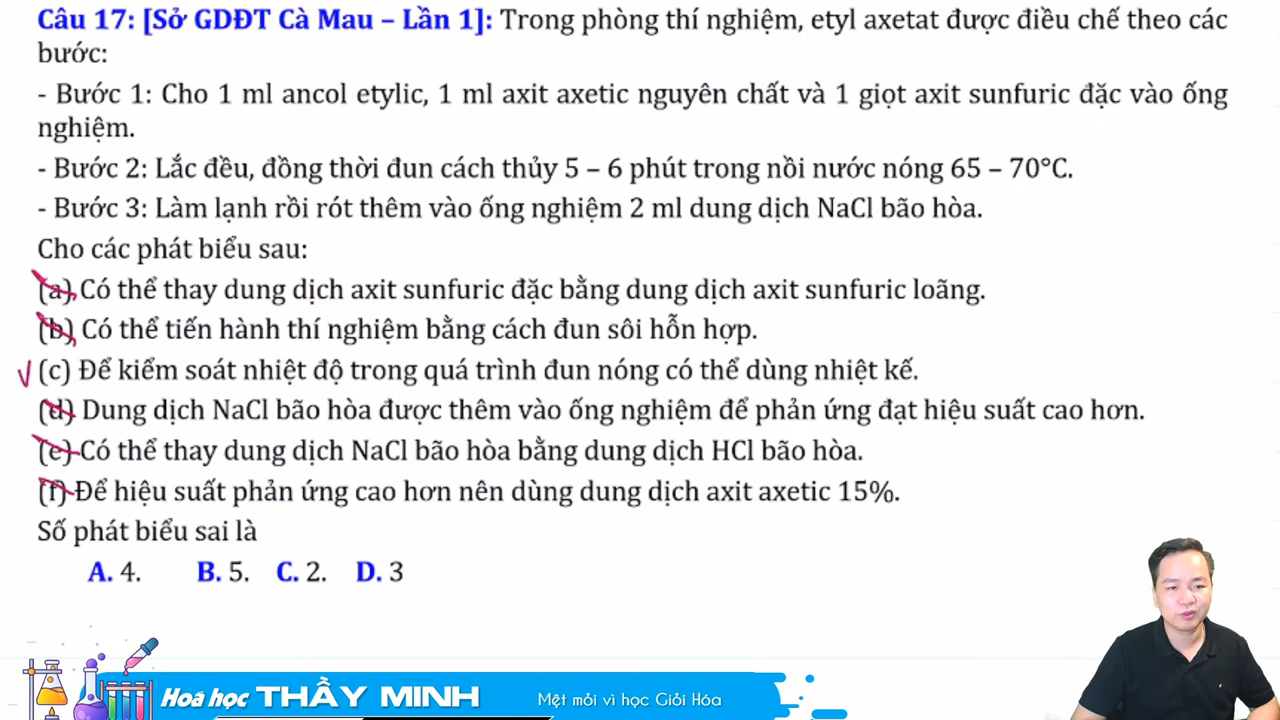 Câu 17: [Sở GDĐT Cà Mau – Lần 1]: Trong phòng thí nghiệm, etyl axetat được điều chế theo các
bước:
- Bước 1: Cho 1 ml ancol etylic, 1 ml axit axetic nguyên chất và 1 giọt axit sunfuric đặc vào ống
nghiệm.
- Bước 2: Lắc đều, đồng thời đun cách thủy 5 – 6 phút trong nồi nước nóng 65 – 70°C.
- Bước 3: Làm lạnh rồi rót thêm vào ống nghiệm 2 ml dung dịch NaCl bão hòa.
Cho các phát biểu sau:
(a) Có thể thay dung dịch axit sunfuric đặc bằng dung dịch axit sunfuric loãng.
(b) Có thể tiến hành thí nghiệm bằng cách đun sôi hỗn hợp.
(c) Để kiểm soát nhiệt độ trong quá trình đun nóng có thể dùng nhiệt kế.
(d) Dung dịch NaCl bão hòa được thêm vào ống nghiệm để phản ứng đạt hiệu suất cao hơn.
(e) Có thể thay dung dịch NaCl bão hòa bằng dung dịch HCl bão hòa.
(f) Để hiệu suất phản ứng cao hơn nên dùng dung dịch axit axetic 15%.
Số phát biểu sai là
A. 4. B. 5. C. 2. D. 3
Hoá học THẦY MINH Mệt mỏi vì học Giỏi Hóa